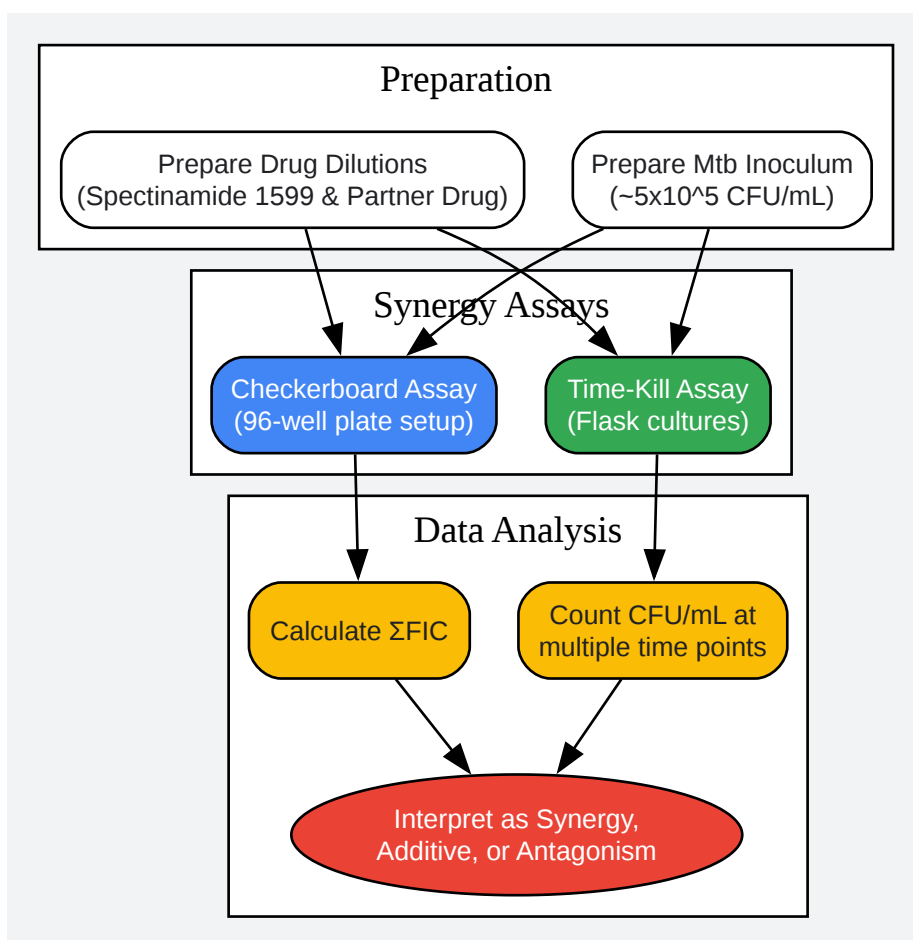 Preparation
Prepare Drug Dilutions
(Spectinamide 1599 & Partner Drug)
Prepare Mtb Inoculum
(~5x10^5 CFU/mL)
Synergy Assays
Checkerboard Assay
(96-well plate setup)
Time-Kill Assay
(Flask cultures)
Data Analysis
Calculate ΣFIC
Count CFU/mL at
multiple time points
Interpret as Synergy,
Additive, or Antagonism